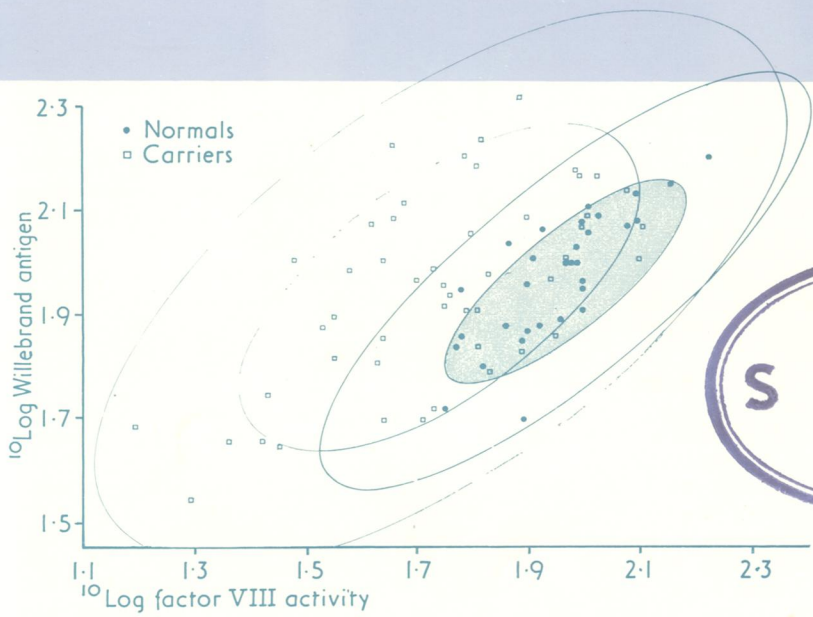 2·3
• Normals
▫ Carriers
2·1
1·9
1·7
1·5
¹⁰Log Willebrand antigen
1·1 1·3 1·5 1·7 1·9 2·1 2·3
¹⁰Log factor VIII activity
S